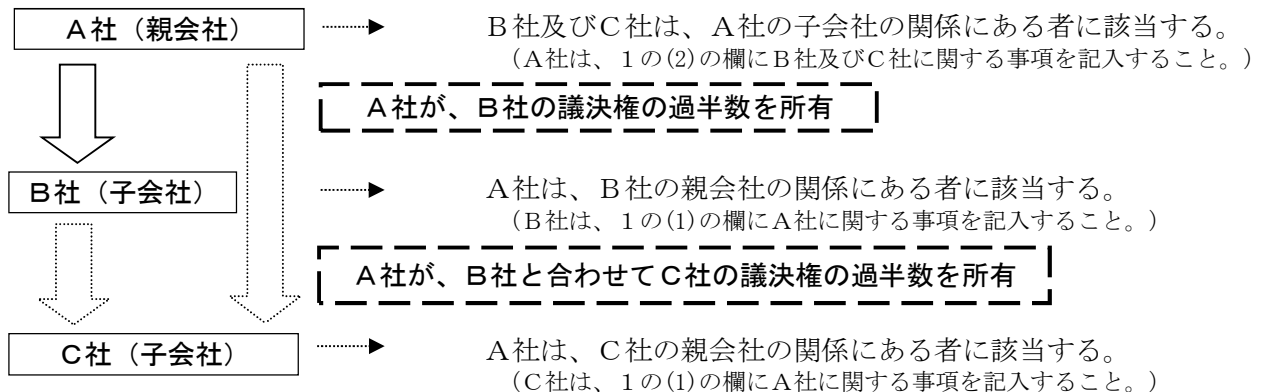 A社（親会社）
B社及びC社は、A社の子会社の関係にある者に該当する。
（A社は、１の(2)の欄にB社及びC社に関する事項を記入すること。）
A社が、B社の議決権の過半数を所有
B社（子会社）
A社は、B社の親会社の関係にある者に該当する。
（B社は、１の(1)の欄にA社に関する事項を記入すること。）
A社が、B社と合わせてC社の議決権の過半数を所有
C社（子会社）
A社は、C社の親会社の関係にある者に該当する。
（C社は、１の(1)の欄にA社に関する事項を記入すること。）